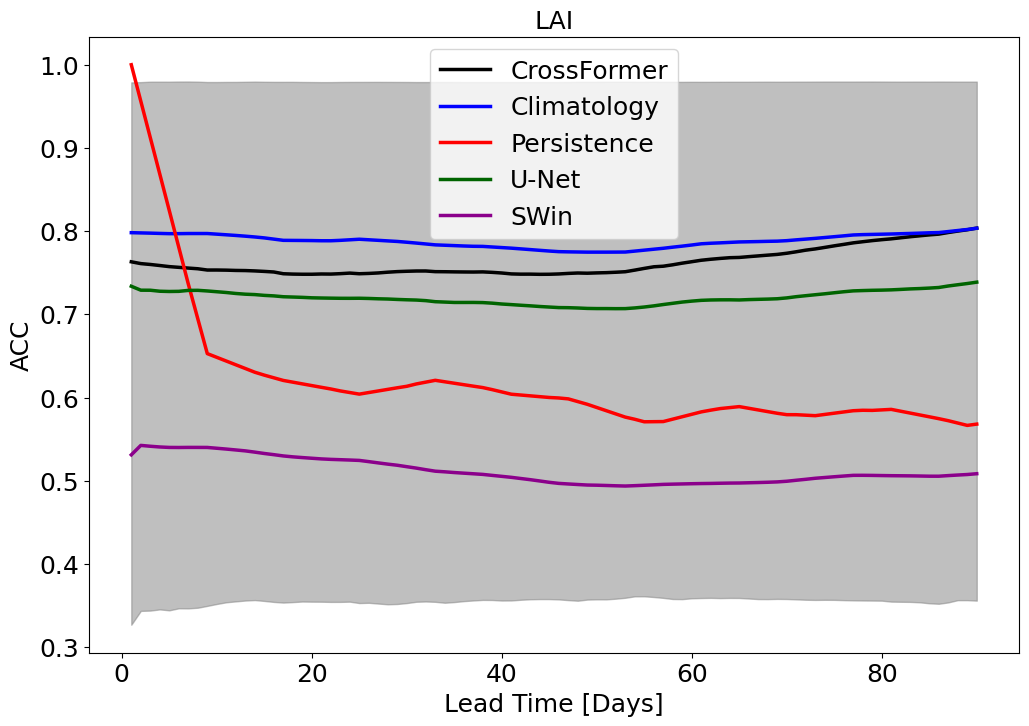 LAI
CrossFormer
Climatology
Persistence
U-Net
SWin
ACC
1.0
0.9
0.8
0.7
0.6
0.5
0.4
0.3
0 20 40 60 80
Lead Time [Days]